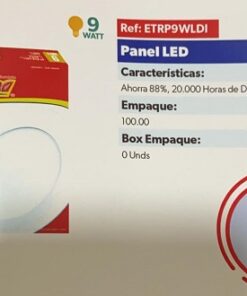 9
WATT
Ref: ETRP9WLDI
Panel LED
Características:
Ahorra 88%, 20.000 Horas de D
Empaque:
100.00
Box Empaque:
0 Unds